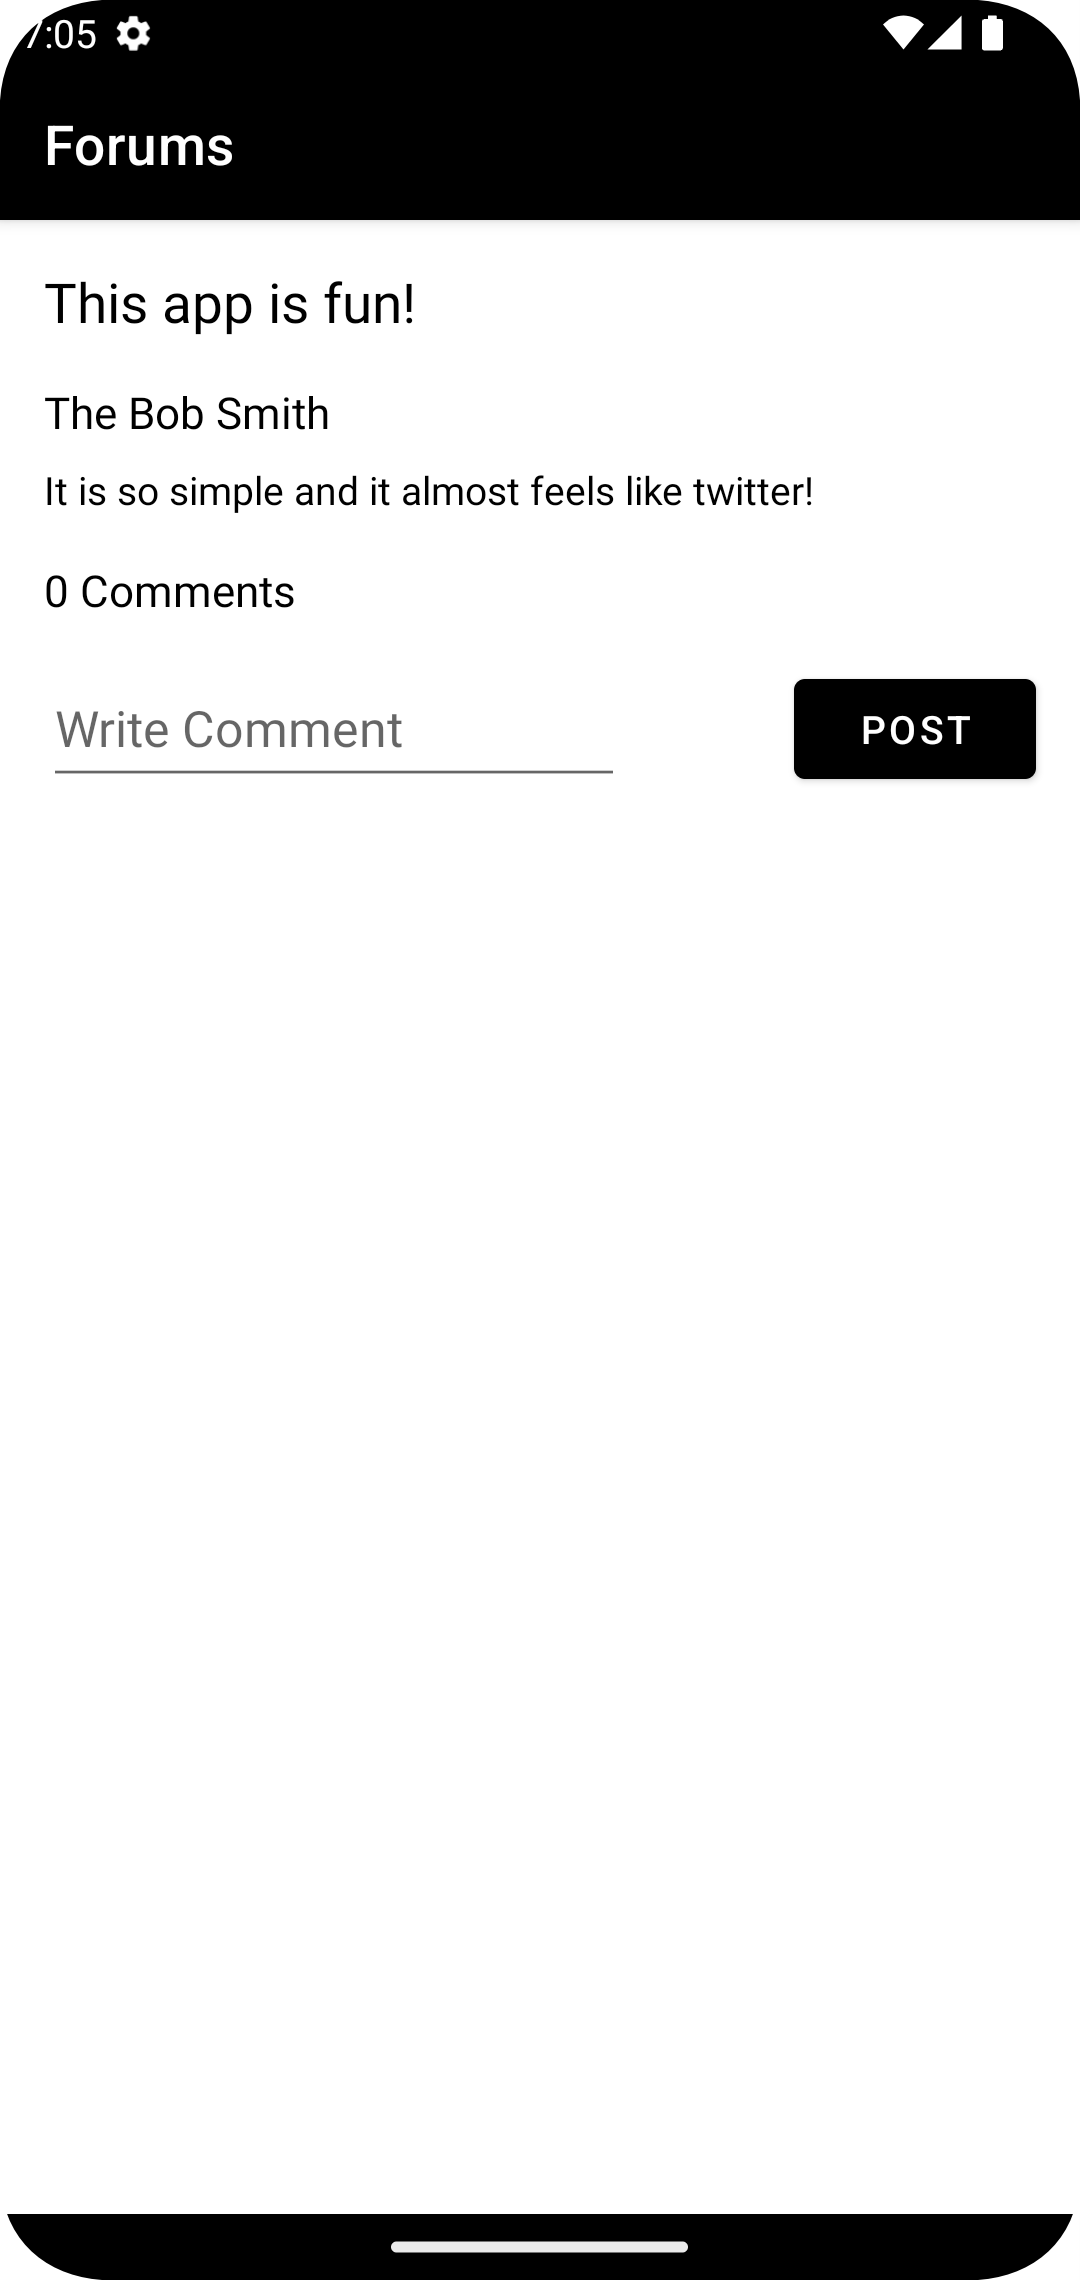 7:05
Forums
This app is fun!
The Bob Smith
It is so simple and it almost feels like twitter!
0 Comments
Write Comment
POST